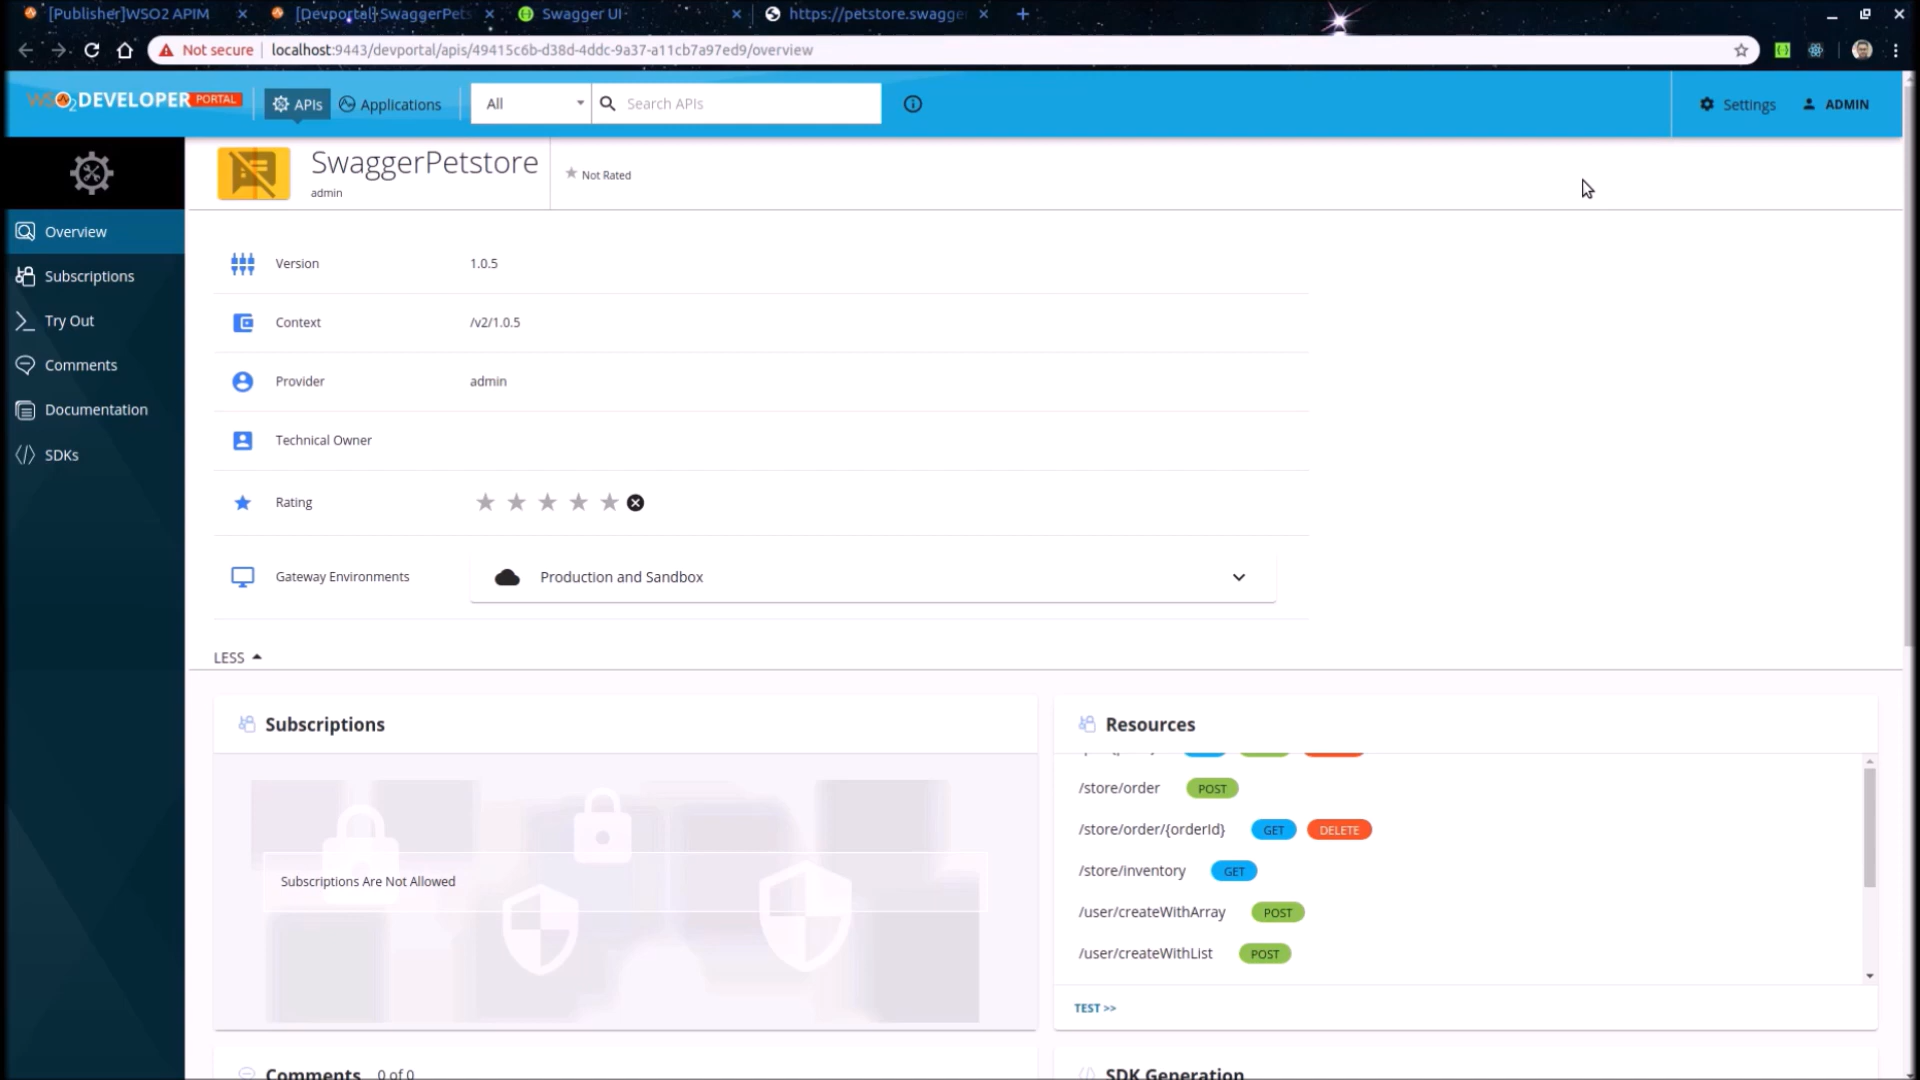 [Publisher]WSO2 APIM
[Devportal]-SwaggerPets
Swagger UI
https://petstore.swagge
Not secure
localhost:9443/devportal/apis/49415c6b-d38d-4ddc-9a37-a11cb7a97ed9/overview
WSO2 DEVELOPER PORTAL
APIs
Applications
All
Search APIs
Settings
ADMIN
SwaggerPetstore
admin
Not Rated
Overview
Subscriptions
Try Out
Comments
Documentation
SDKs
Version
1.0.5
Context
/v2/1.0.5
Provider
admin
Technical Owner
Rating
Gateway Environments
Production and Sandbox
LESS
Subscriptions
Subscriptions Are Not Allowed
Resources
/store/order POST
/store/order/{orderId} GET DELETE
/store/inventory GET
/user/createWithArray POST
/user/createWithList POST
TEST >>
Comments 0 of 0
SDK Generation